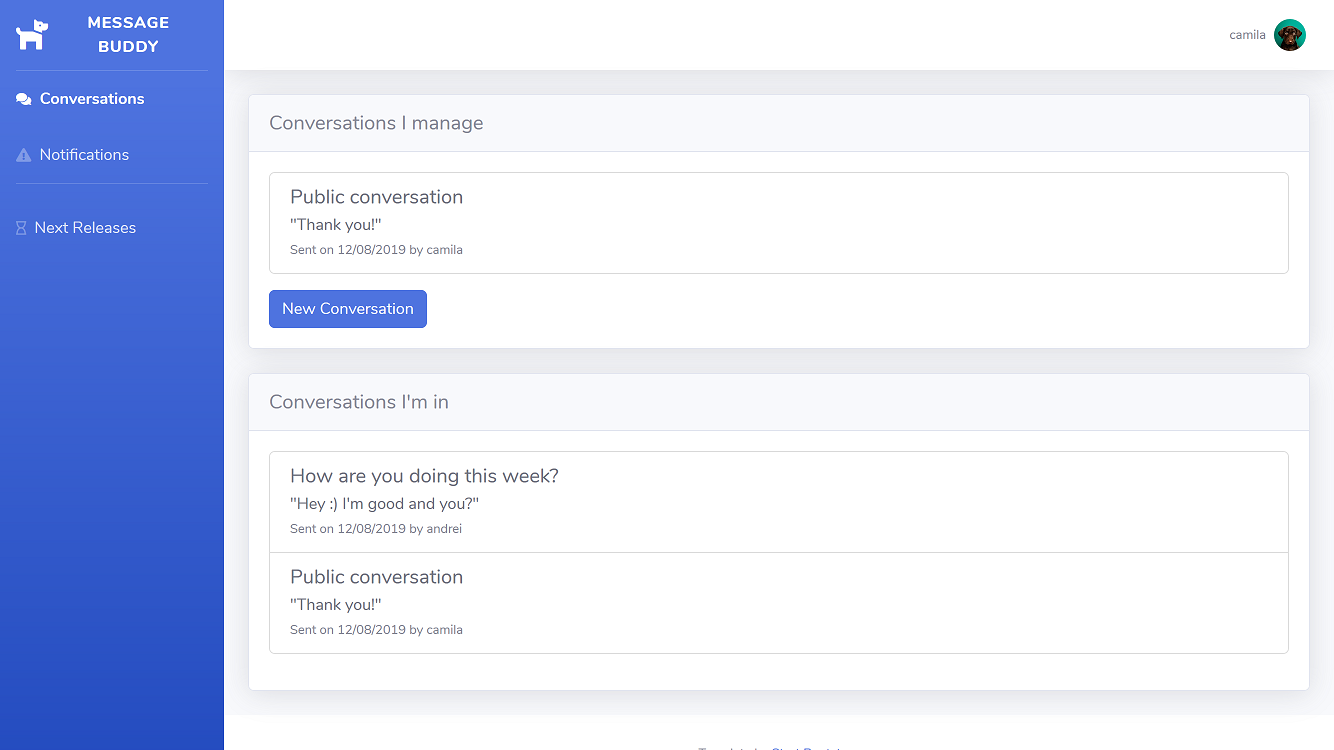 MESSAGE
BUDDY
camila
Conversations
Notifications
Next Releases
Conversations I manage
Public conversation
"Thank you!"
Sent on 12/08/2019 by camila
New Conversation
Conversations I'm in
How are you doing this week?
"Hey :) I'm good and you?"
Sent on 12/08/2019 by andrei
Public conversation
"Thank you!"
Sent on 12/08/2019 by camila